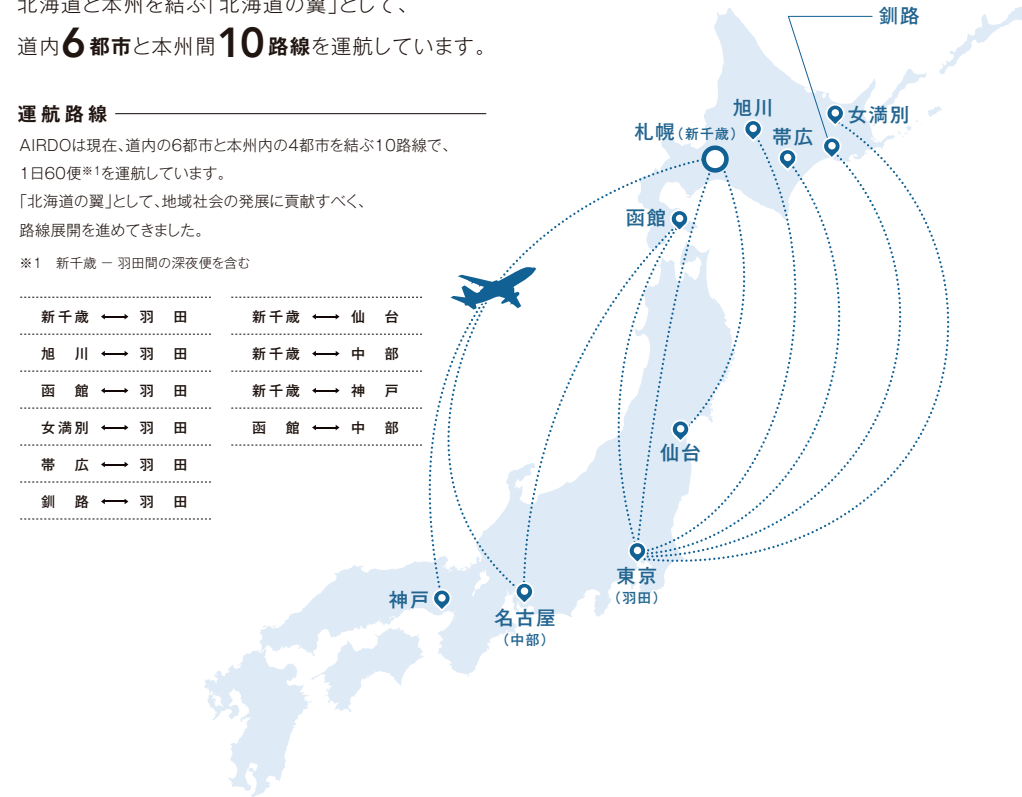 北海道と本州を結ぶ「北海道の翼」として、
道内6都市と本州間10路線を運航しています。
運航路線
AIRDOは現在、道内の6都市と本州内の4都市を結ぶ10路線で、
1日60便※1を運航しています。
「北海道の翼」として、地域社会の発展に貢献すべく、
路線展開を進めてきました。
※1　新千歳 － 羽田間の深夜便を含む
新千歳 ⟷ 羽　田
旭　川 ⟷ 羽　田
函　館 ⟷ 羽　田
女満別 ⟷ 羽　田
帯　広 ⟷ 羽　田
釧　路 ⟷ 羽　田
新千歳 ⟷ 仙　台
新千歳 ⟷ 中　部
新千歳 ⟷ 神　戸
函　館 ⟷ 中　部
釧路
旭川
女満別
札幌（新千歳）
帯広
函館
仙台
東京
（羽田）
神戸
名古屋
（中部）